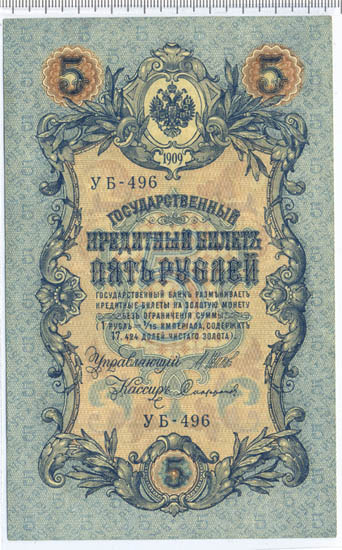 5 5
1909
УБ-496
ГОСУДАРСТВЕННЫЙ
КРЕДИТНЫЙ БИЛЕТЪ
ПЯТЬ РУБЛЕЙ
ГОСУДАРСТВЕННЫЙ БАНКЪ РАЗМѢНИВАЕТЪ
КРЕДИТНЫЕ БИЛЕТЫ НА ЗОЛОТУЮ МОНЕТУ
БЕЗЪ ОГРАНИЧЕНІЯ СУММЫ
(1 РУБЛЬ = 1/15 ИМПЕРІАЛА, СОДЕРЖИТЪ
17,424 ДОЛЕЙ ЧИСТАГО ЗОЛОТА).
Управляющій
Кассиръ
УБ-496
5